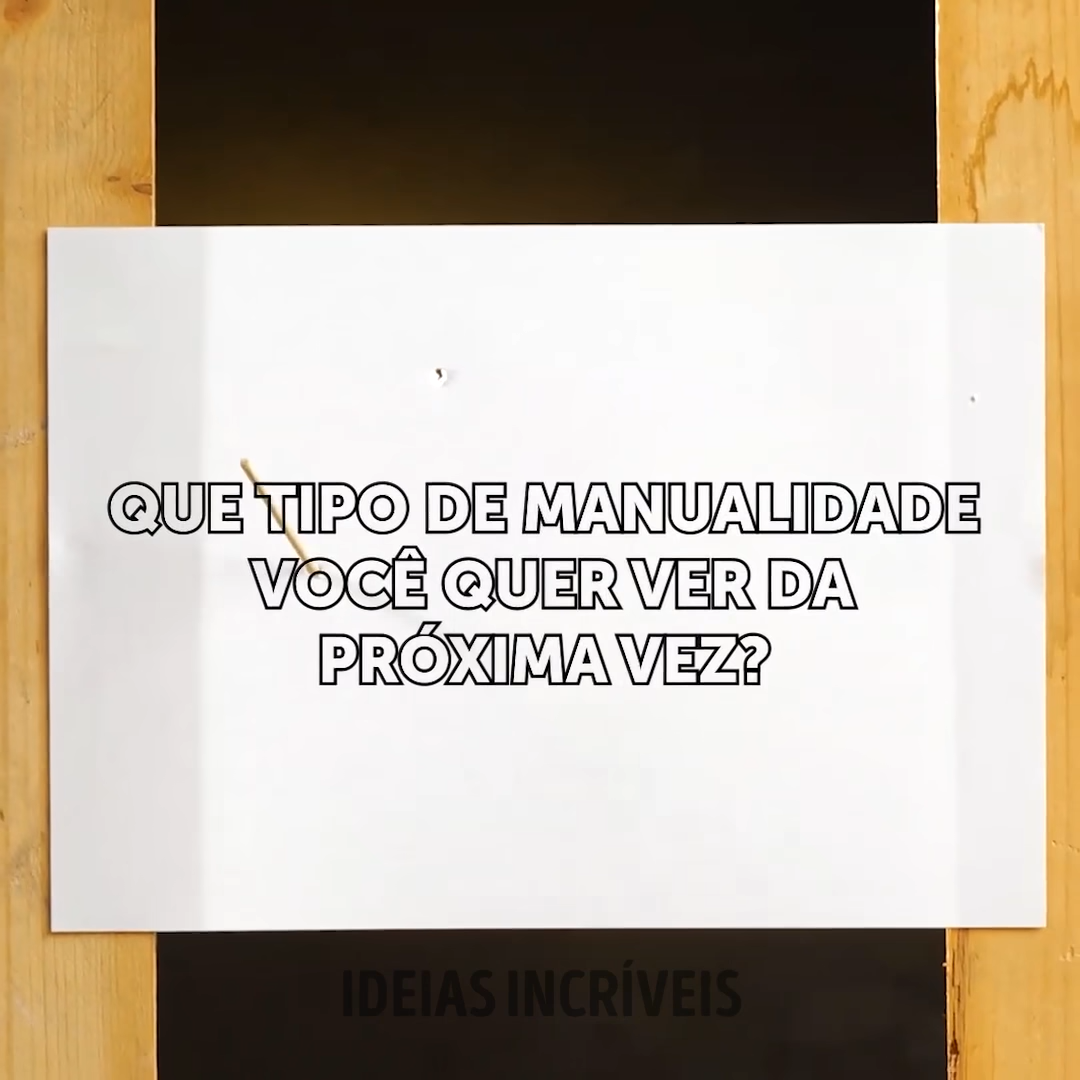 QUE TIPO DE MANUALIDADE
VOCÊ QUER VER DA
PRÓXIMA VEZ?
IDEIAS INCRÍVEIS